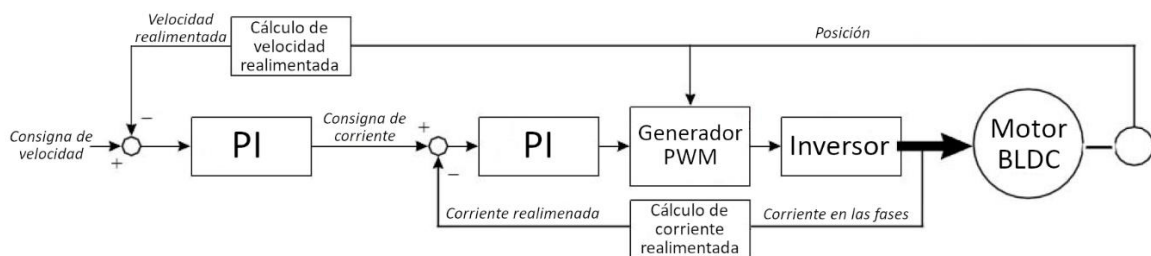 Velocidad
realimentada
Cálculo de
velocidad
realimentada
Posición
Consigna de
velocidad
−
+
PI
Consigna de
corriente
+
−
PI
Generador
PWM
Inversor
Motor
BLDC
Corriente realimenada
Cálculo de
corriente
realimentada
Corriente en las fases